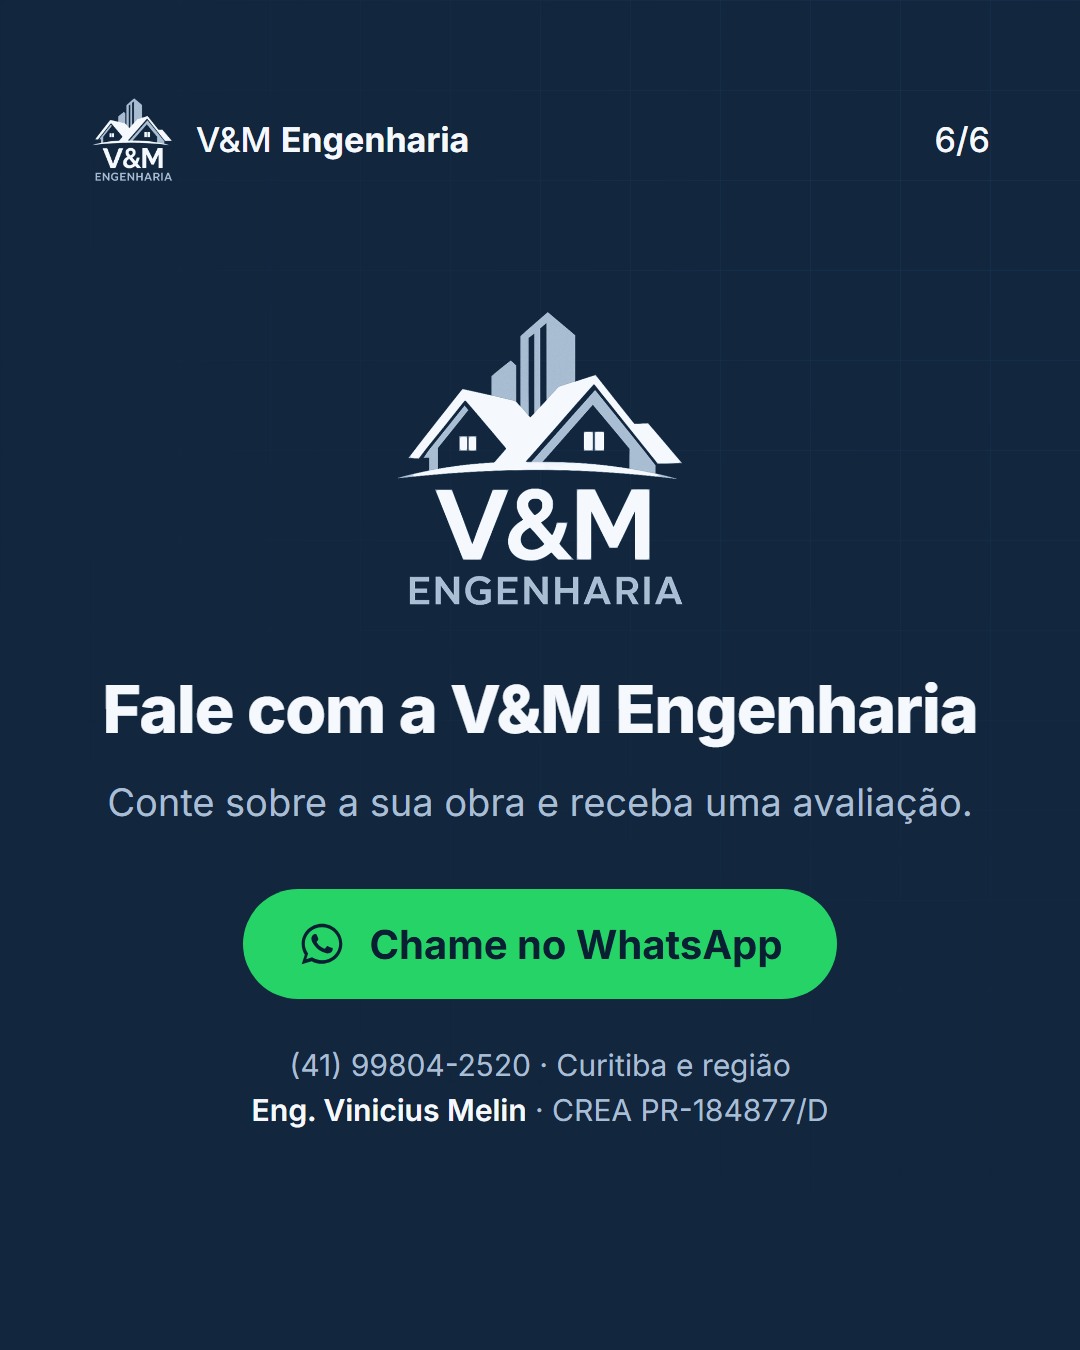 V&M
ENGENHARIA
V&M Engenharia
6/6
V&M
ENGENHARIA
Fale com a V&M Engenharia
Conte sobre a sua obra e receba uma avaliação.
Chame no WhatsApp
(41) 99804-2520 · Curitiba e região
Eng. Vinicius Melin · CREA PR-184877/D